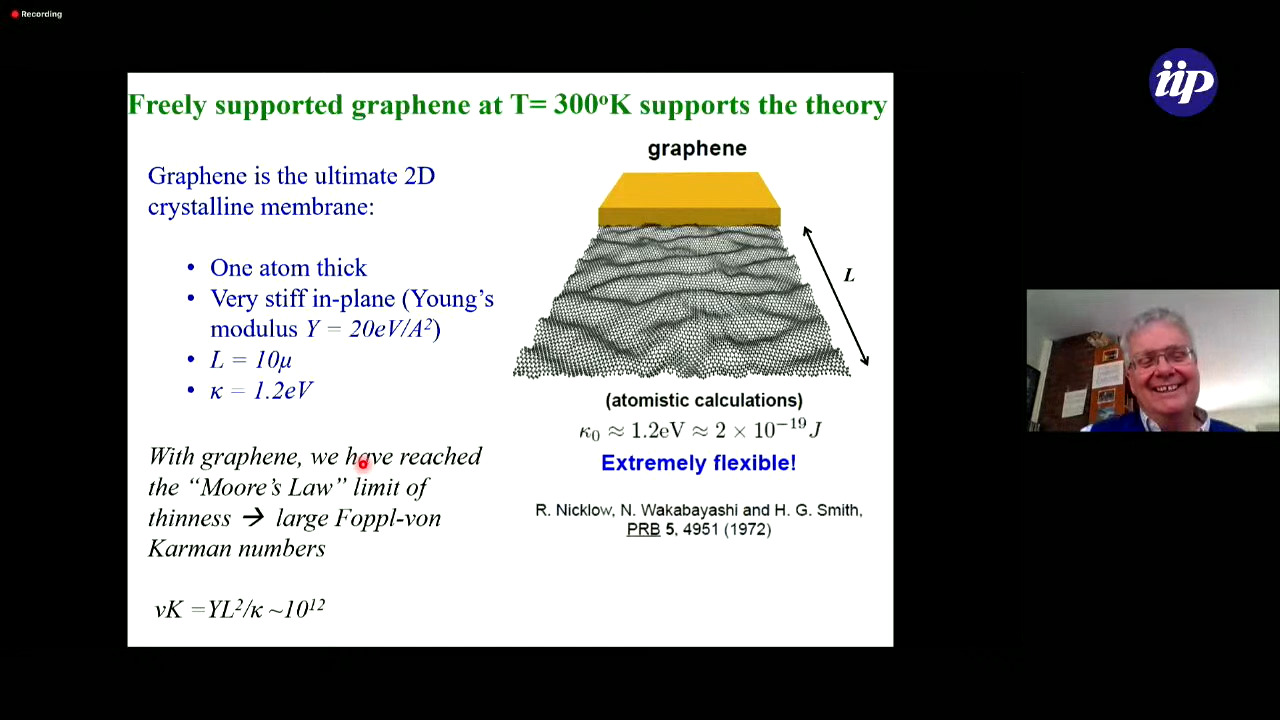 Recording
iip
Freely supported graphene at T= 300°K supports the theory
Graphene is the ultimate 2D
crystalline membrane:
• One atom thick
• Very stiff in-plane (Young's
modulus Y = 20eV/A²)
• L = 10μ
• κ = 1.2eV
With graphene, we have reached
the “Moore's Law” limit of
thinness → large Foppl-von
Karman numbers
vK =YL²/κ ~10¹²
graphene
L
(atomistic calculations)
κ₀ ≈ 1.2eV ≈ 2 × 10⁻¹⁹J
Extremely flexible!
R. Nicklow, N. Wakabayashi and H. G. Smith,
PRB 5, 4951 (1972)